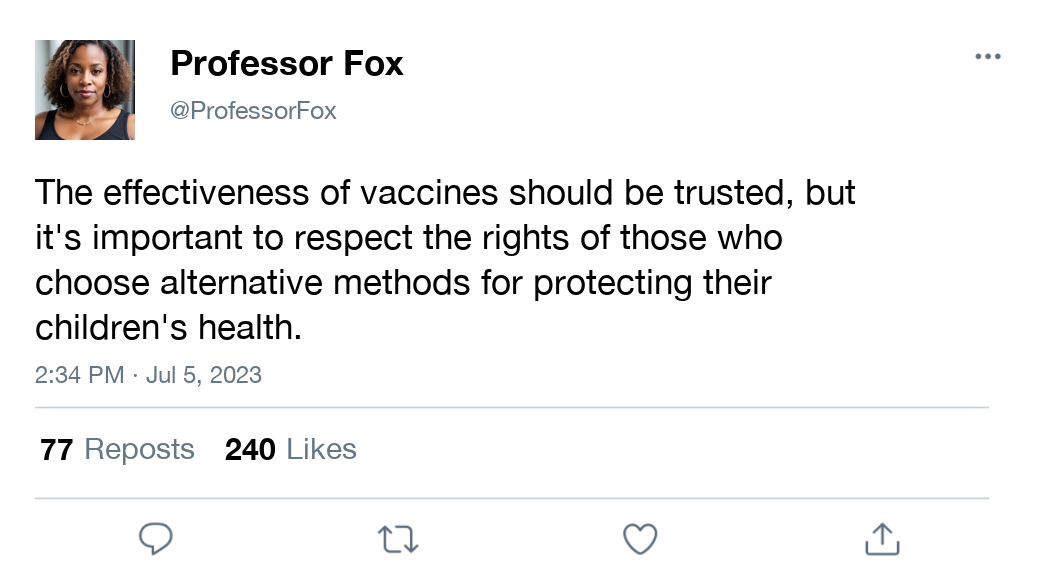 Professor Fox
@ProfessorFox
The effectiveness of vaccines should be trusted, but
it's important to respect the rights of those who
choose alternative methods for protecting their
children's health.
2:34 PM · Jul 5, 2023
77 Reposts 240 Likes